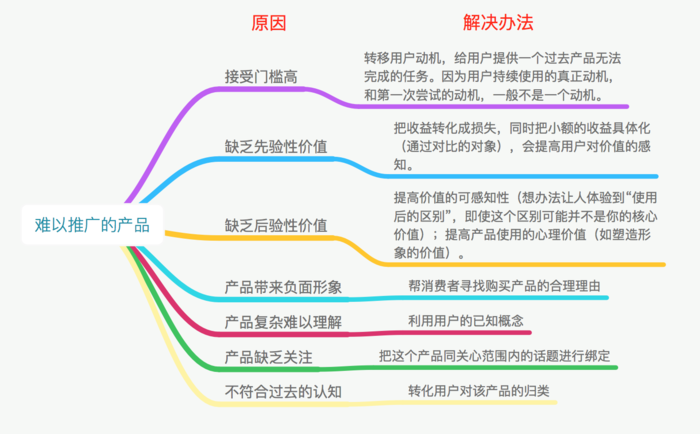 原因
解决办法
难以推广的产品
接受门槛高
转移用户动机，给用户提供一个过去产品无法
完成的任务。因为用户持续使用的真正动机，
和第一次尝试的动机，一般不是一个动机。
缺乏先验性价值
把收益转化成损失，同时把小额的收益具体化
（通过对比的对象），会提高用户对价值的感
知。
缺乏后验性价值
提高价值的可感知性（想办法让人体验到“使用
后的区别”，即使这个区别可能并不是你的核心
价值）；提高产品使用的心理价值（如塑造形
象的价值）。
产品带来负面形象
帮消费者寻找购买产品的合理理由
产品复杂难以理解
利用用户的已知概念
产品缺乏关注
把这个产品同关心范围内的话题进行绑定
不符合过去的认知
转化用户对该产品的归类